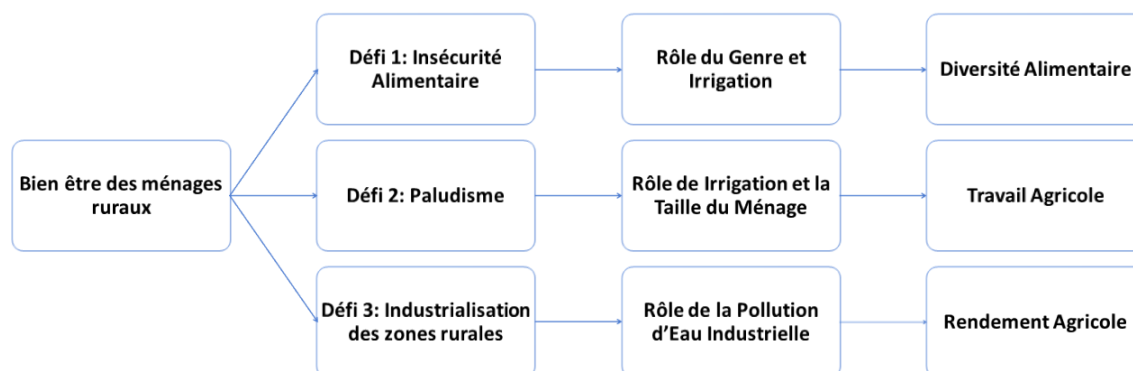 Défi 1: Insécurité
Alimentaire
Rôle du Genre et
Irrigation
Diversité Alimentaire
Bien être des ménages
ruraux
Défi 2: Paludisme
Rôle de Irrigation et la
Taille du Ménage
Travail Agricole
Défi 3: Industrialisation
des zones rurales
Rôle de la Pollution
d’Eau Industrielle
Rendement Agricole